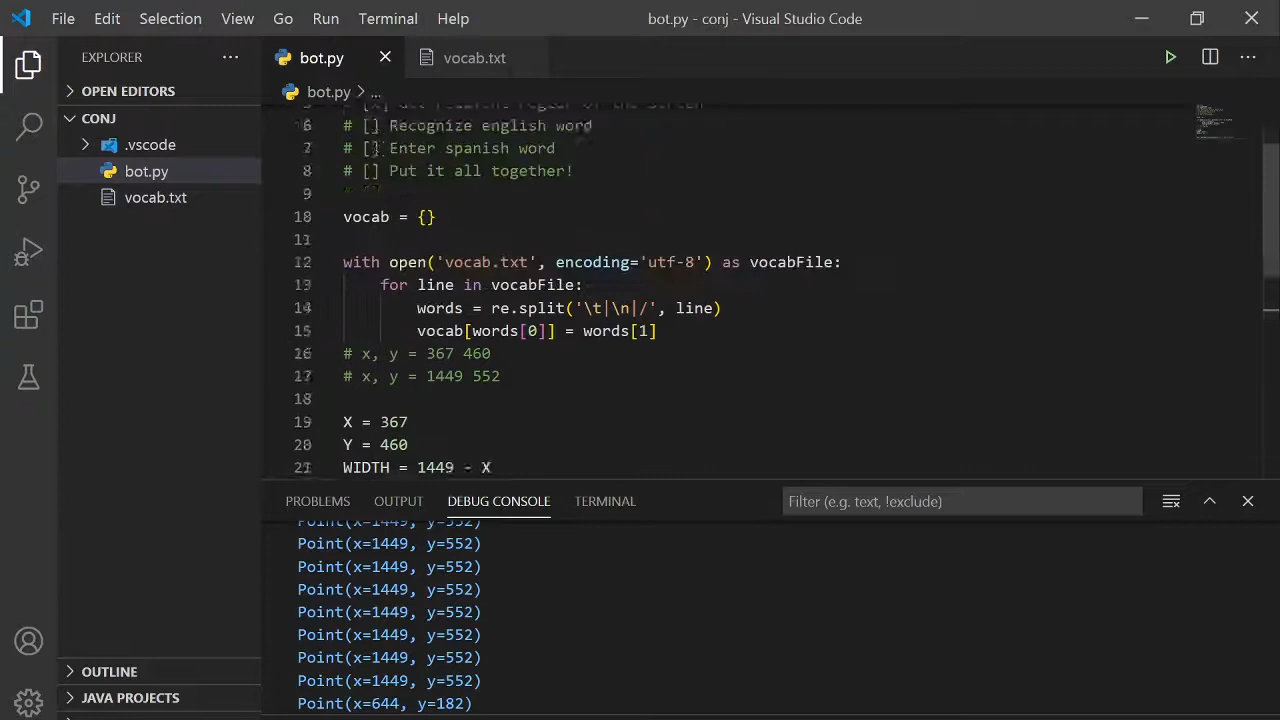 File Edit Selection View Go Run Terminal Help bot.py - conj - Visual Studio Code
EXPLORER ··· bot.py vocab.txt ···
OPEN EDITORS
bot.py > ...
CONJ
.vscode
bot.py
vocab.txt
6 # [] Recognize english word
7 # [] Enter spanish word
8 # [] Put it all together!
9
10 vocab = {}
11
12 with open('vocab.txt', encoding='utf-8') as vocabFile:
13 for line in vocabFile:
14 words = re.split('\t|\n|/', line)
15 vocab[words[0]] = words[1]
16 # x, y = 367 460
17 # x, y = 1449 552
18
19 X = 367
20 Y = 460
21 WIDTH = 1449 - X
PROBLEMS OUTPUT DEBUG CONSOLE TERMINAL Filter (e.g. text, !exclude)
Point(x=1449, y=552)
Point(x=1449, y=552)
Point(x=1449, y=552)
Point(x=1449, y=552)
Point(x=1449, y=552)
Point(x=1449, y=552)
Point(x=1449, y=552)
Point(x=1449, y=552)
Point(x=644, y=182)
OUTLINE
JAVA PROJECTS